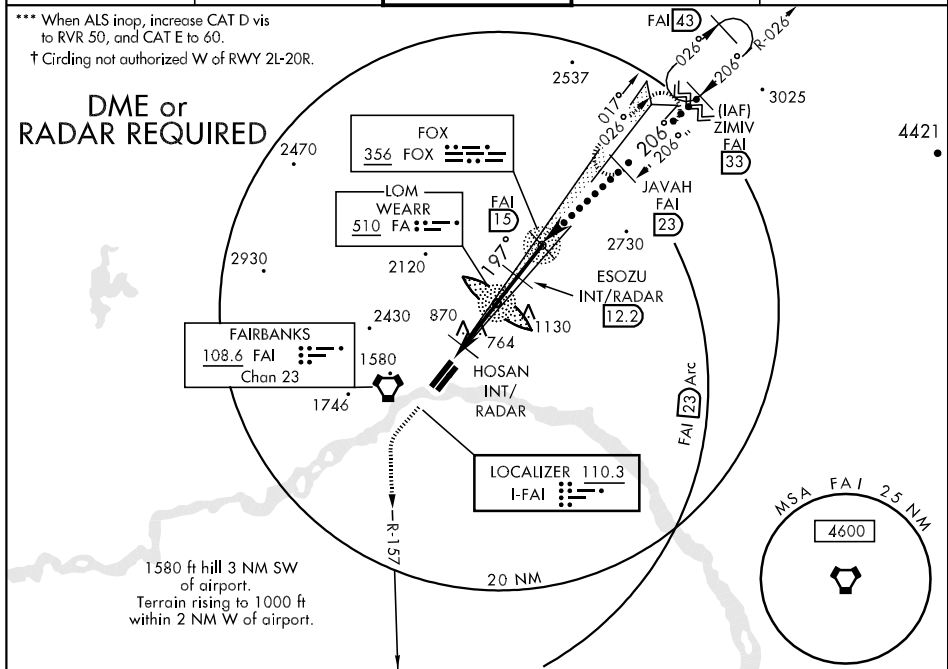 *** When ALS inop, increase CAT D vis
to RVR 50, and CAT E to 60.
† Circling not authorized W of RWY 2L-20R.
DME or
RADAR REQUIRED
FAI 43
026°
R-026
206°
2537
017°
026°
206°
206°
3025
(IAF)
ZIMIV
FAI
33
4421
2470
FOX
356 FOX
LOM
WEARR
510 FA
FAI
15
197°
JAVAH
FAI
23
2730
2930
2120
ESOZU
INT/RADAR
12.2
2430
870
1130
764
FAIRBANKS
108.6 FAI
Chan 23
1580
1746
HOSAN
INT/
RADAR
FAI 23 Arc
LOCALIZER 110.3
I-FAI
R-157
MSA FAI 25 NM
4600
1580 ft hill 3 NM SW
of airport.
Terrain rising to 1000 ft
within 2 NM W of airport.
20 NM